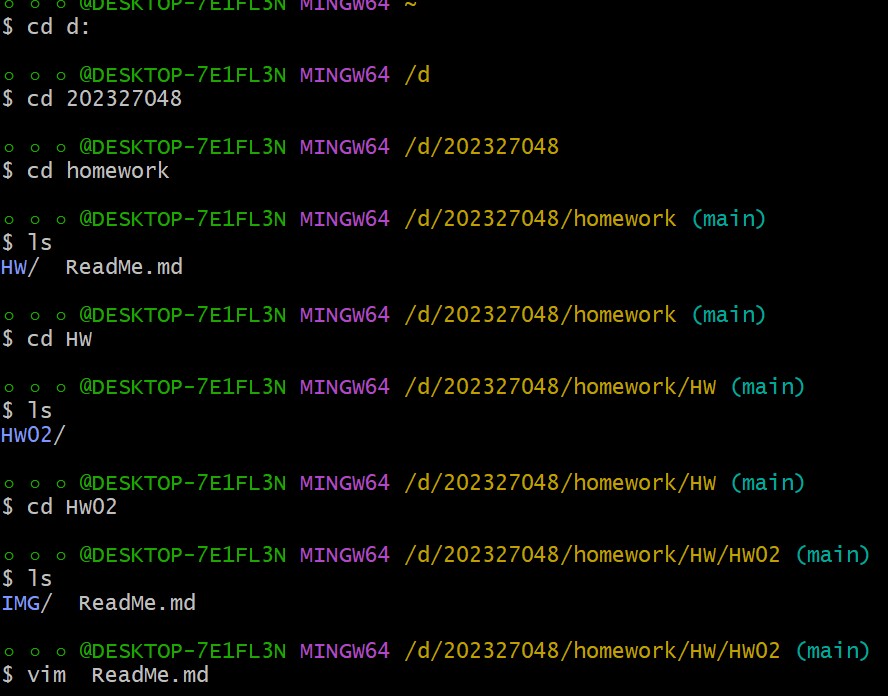 ◦ ◦ ◦ @DESKTOP-7E1FL3N MINGW64 ~
$ cd d:
◦ ◦ ◦ @DESKTOP-7E1FL3N MINGW64 /d
$ cd 202327048
◦ ◦ ◦ @DESKTOP-7E1FL3N MINGW64 /d/202327048
$ cd homework
◦ ◦ ◦ @DESKTOP-7E1FL3N MINGW64 /d/202327048/homework (main)
$ ls
HW/  ReadMe.md
◦ ◦ ◦ @DESKTOP-7E1FL3N MINGW64 /d/202327048/homework (main)
$ cd HW
◦ ◦ ◦ @DESKTOP-7E1FL3N MINGW64 /d/202327048/homework/HW (main)
$ ls
HW02/
◦ ◦ ◦ @DESKTOP-7E1FL3N MINGW64 /d/202327048/homework/HW (main)
$ cd HW02
◦ ◦ ◦ @DESKTOP-7E1FL3N MINGW64 /d/202327048/homework/HW/HW02 (main)
$ ls
IMG/  ReadMe.md
◦ ◦ ◦ @DESKTOP-7E1FL3N MINGW64 /d/202327048/homework/HW/HW02 (main)
$ vim  ReadMe.md